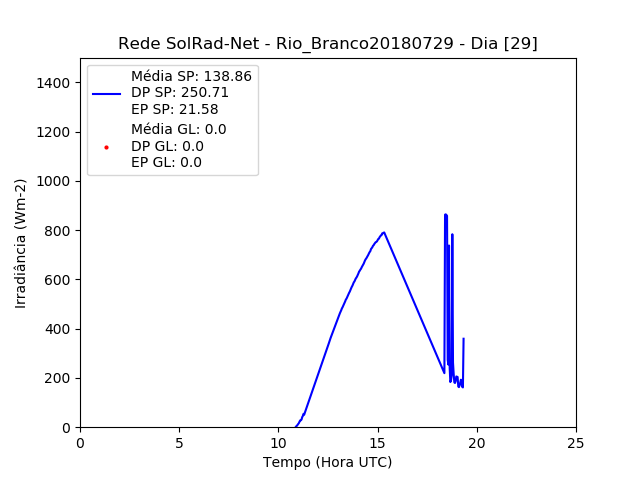 Rede SolRad-Net - Rio_Branco20180729 - Dia [29]
Média SP: 138.86
DP SP: 250.71
EP SP: 21.58
Média GL: 0.0
DP GL: 0.0
EP GL: 0.0
Irradiância (Wm-2)
1400
1200
1000
800
600
400
200
0
0 5 10 15 20 25
Tempo (Hora UTC)